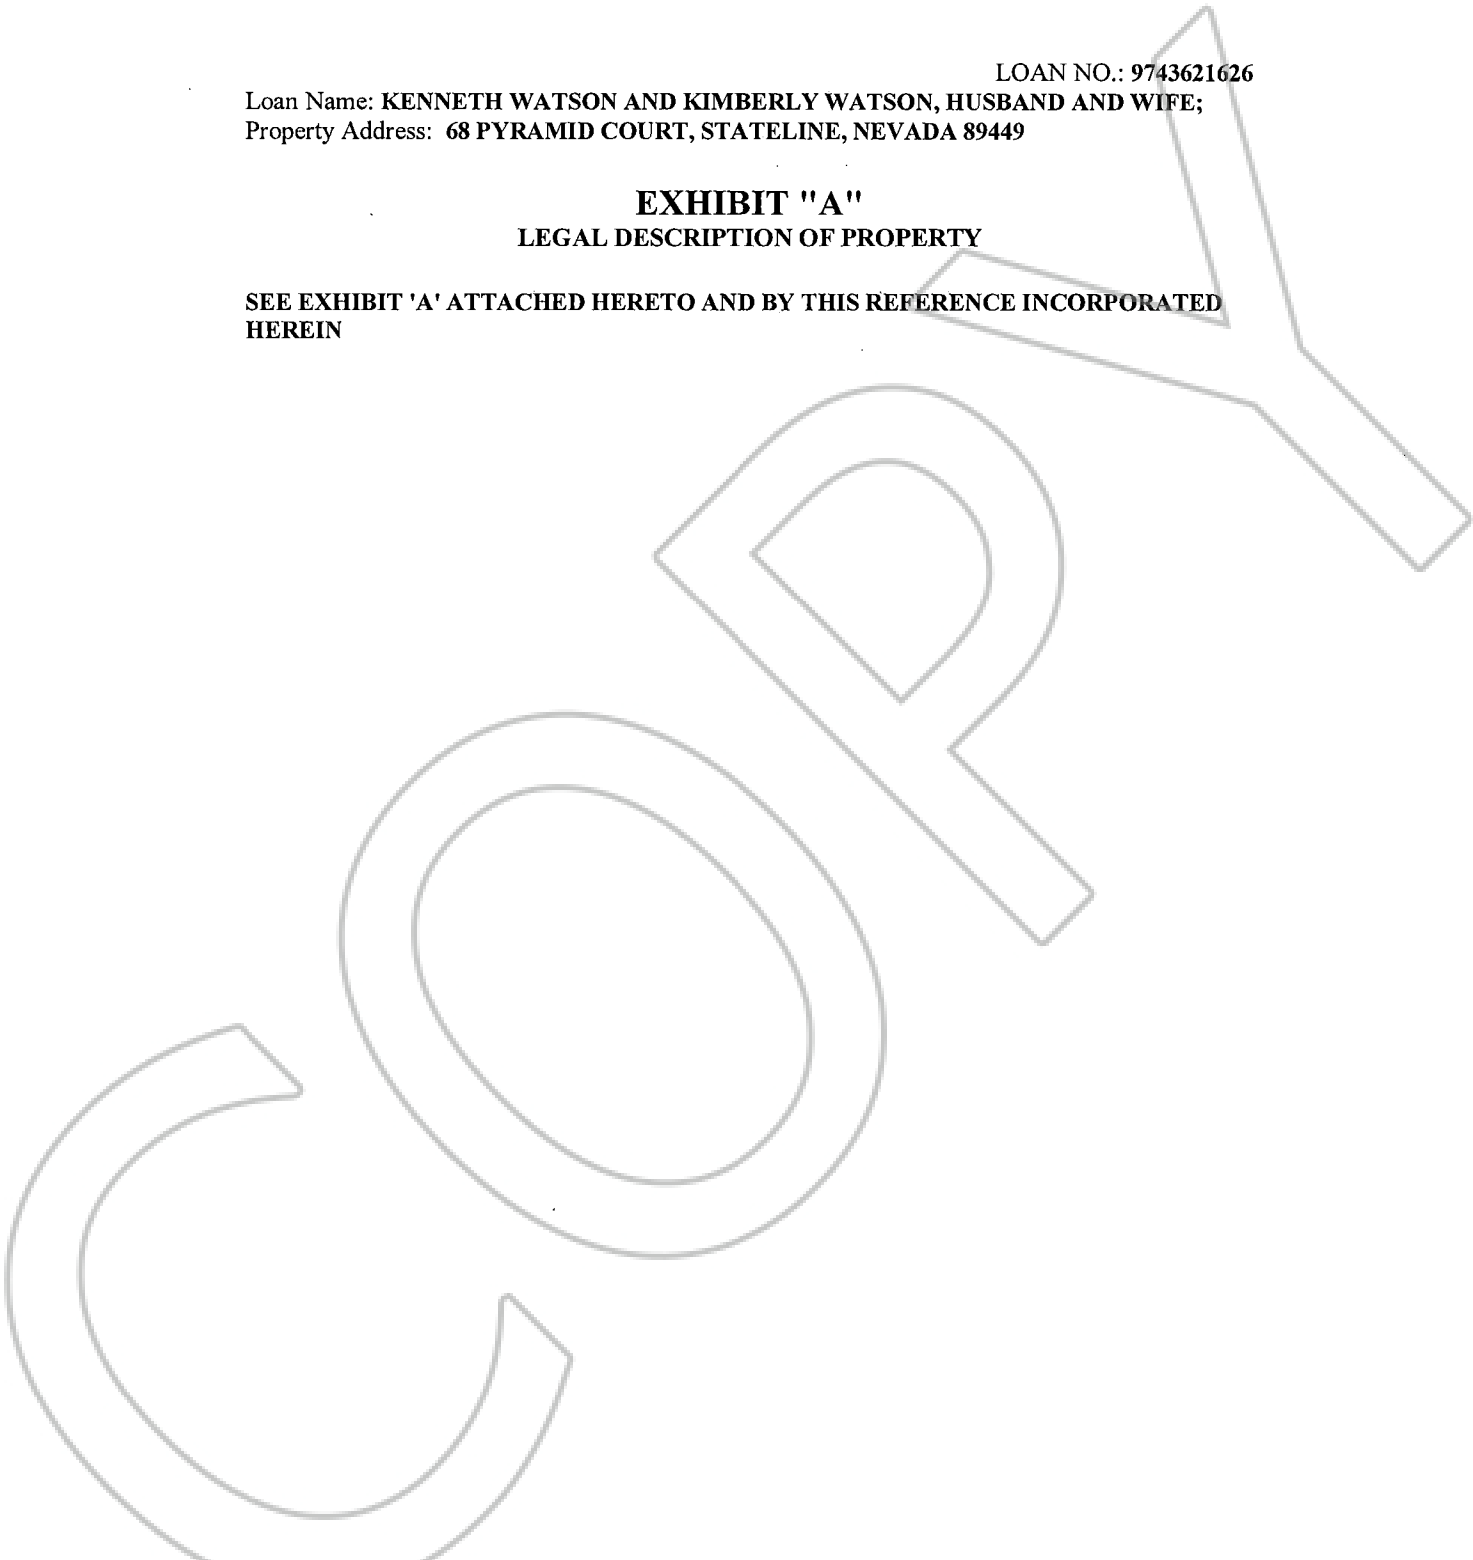 LOAN NO.: 9743621626
Loan Name: KENNETH WATSON AND KIMBERLY WATSON, HUSBAND AND WIFE;
Property Address: 68 PYRAMID COURT, STATELINE, NEVADA 89449
EXHIBIT "A"
LEGAL DESCRIPTION OF PROPERTY
SEE EXHIBIT 'A' ATTACHED HERETO AND BY THIS REFERENCE INCORPORATED
HEREIN
COPY